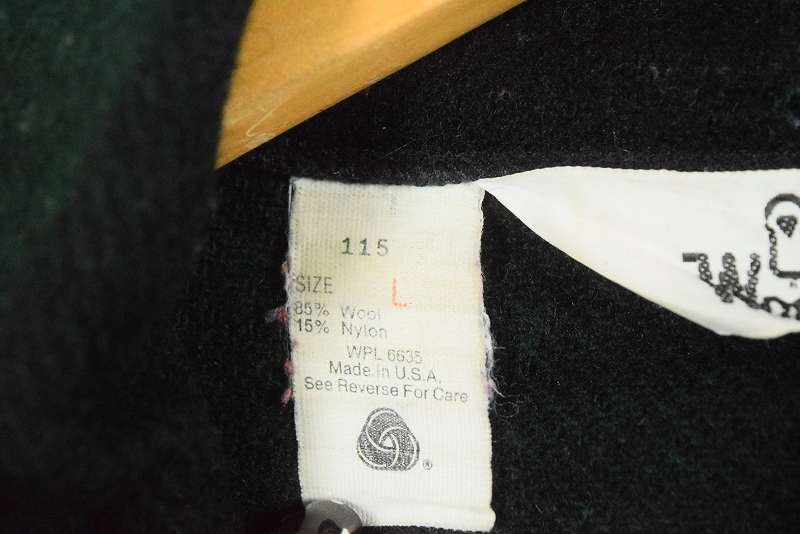 115
SIZE L
85% Wool
15% Nylon
WPL 6635
Made in U.S.A.
See Reverse For Care
®